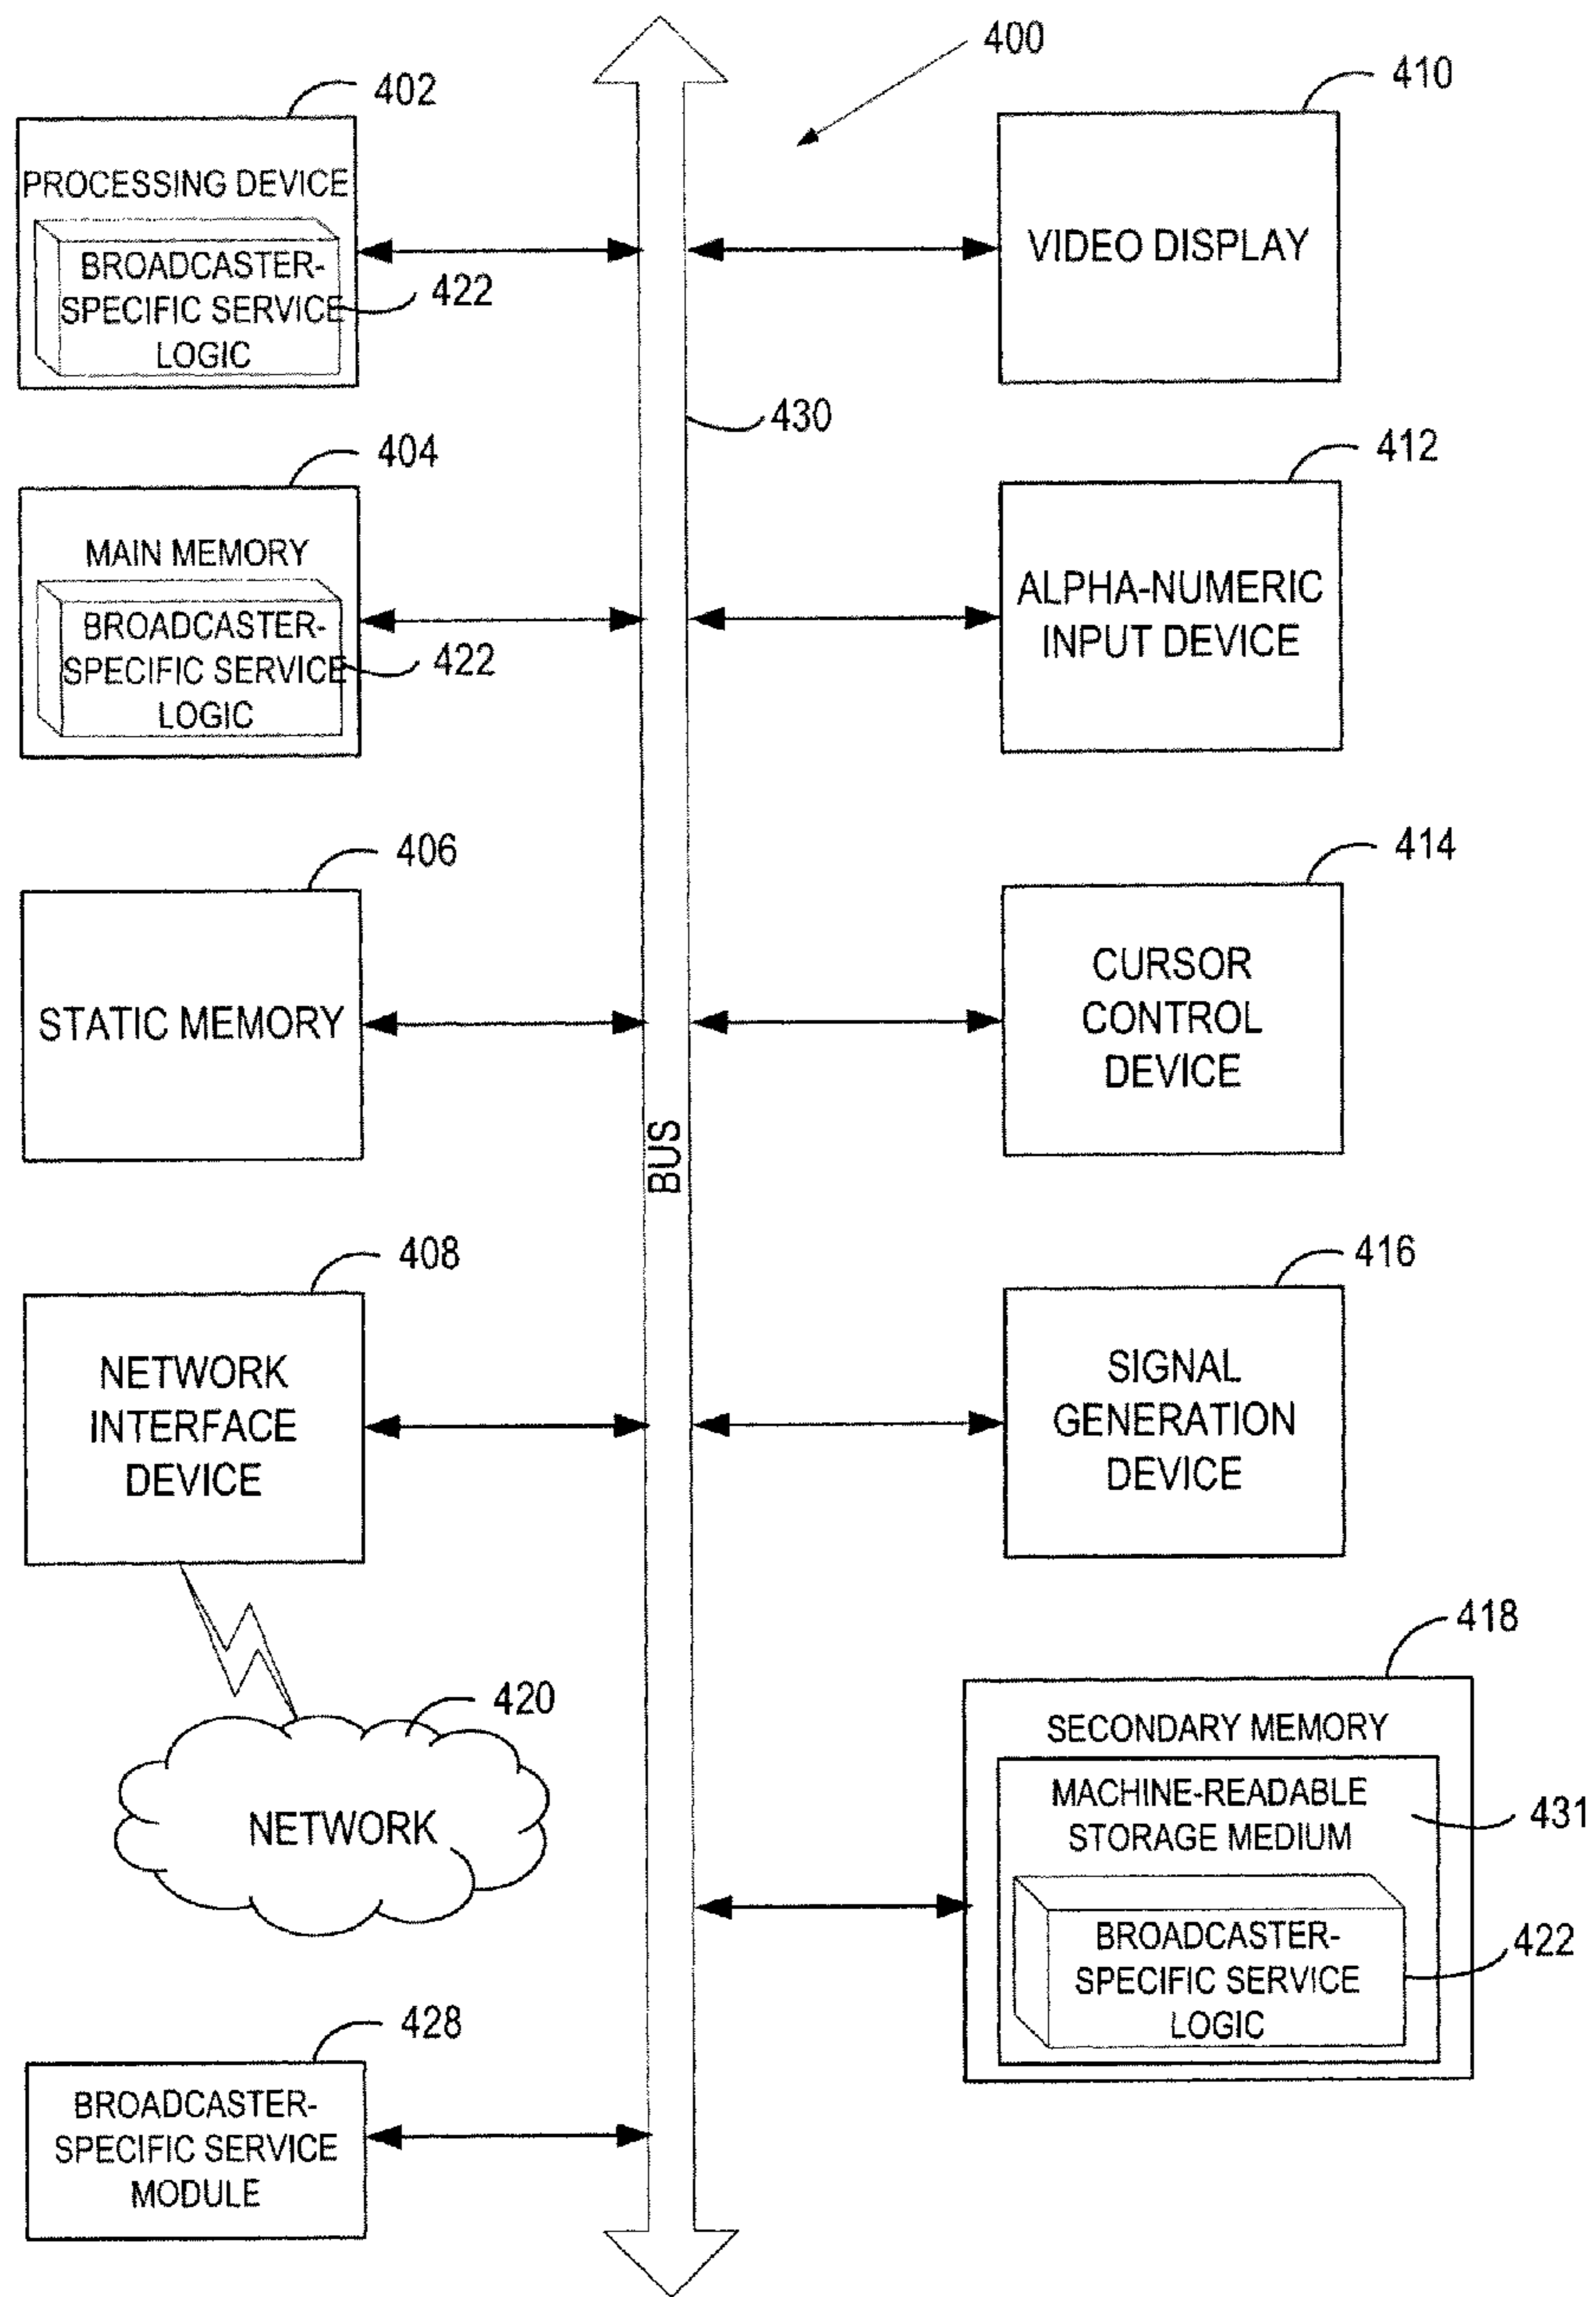 400
402
PROCESSING DEVICE
BROADCASTER-
SPECIFIC SERVICE
LOGIC
422
410
VIDEO DISPLAY
430
404
MAIN MEMORY
BROADCASTER-
SPECIFIC SERVICE
LOGIC
422
412
ALPHA-NUMERIC
INPUT DEVICE
406
STATIC MEMORY
414
CURSOR
CONTROL
DEVICE
BUS
408
NETWORK
INTERFACE
DEVICE
416
SIGNAL
GENERATION
DEVICE
420
NETWORK
418
SECONDARY MEMORY
MACHINE-READABLE
STORAGE MEDIUM
431
BROADCASTER-
SPECIFIC SERVICE
LOGIC
422
428
BROADCASTER-
SPECIFIC SERVICE
MODULE